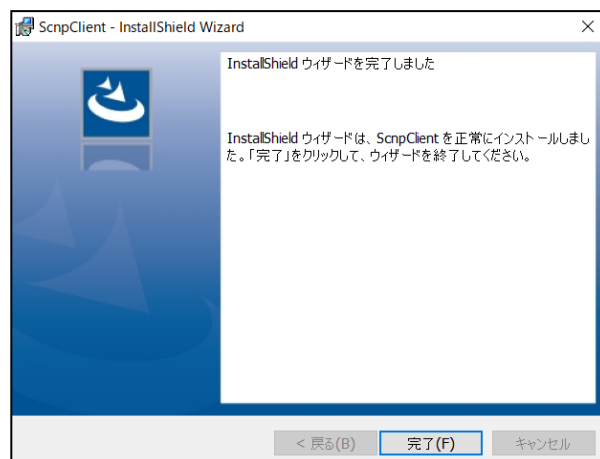 ScnpClient - InstallShield Wizard
InstallShield ウィザードを完了しました
InstallShield ウィザードは、ScnpClient を正常にインストールしまし
た。「完了」をクリックして、ウィザードを終了してください。
< 戻る(B)
完了(F)
キャンセル